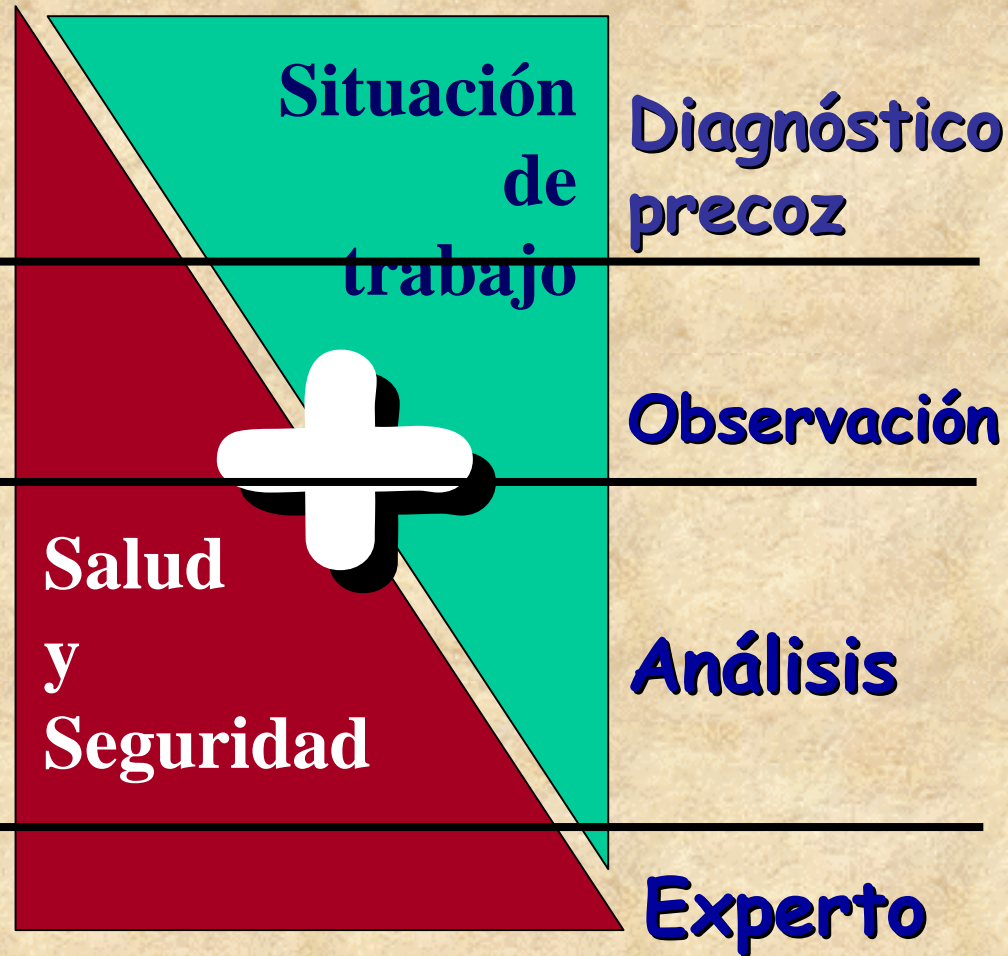 Situación
de
trabajo
Diagnóstico
precoz
Observación
Salud
y
Seguridad
Análisis
Experto